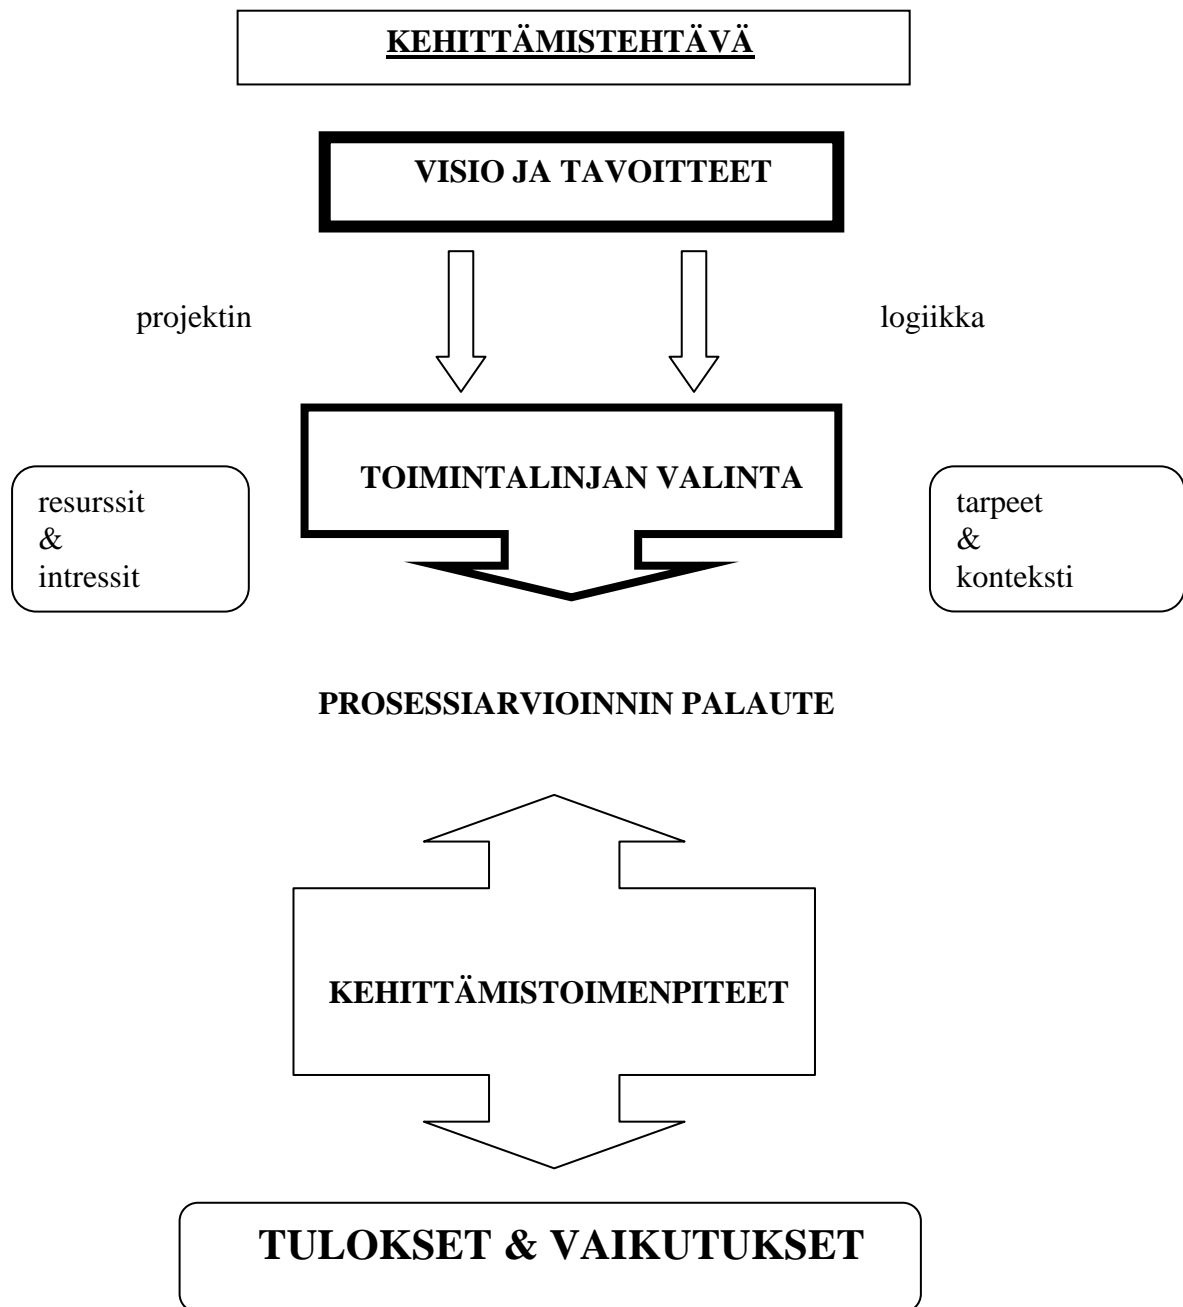 KEHITTÄMISTEHTÄVÄ
VISIO JA TAVOITTEET
projektin
logiikka
TOIMINTALINJAN VALINTA
resurssit
&
intressit
tarpeet
&
konteksti
PROSESSIARVIOINNIN PALAUTE
KEHITTÄMISTOIMENPITEET
TULOKSET & VAIKUTUKSET